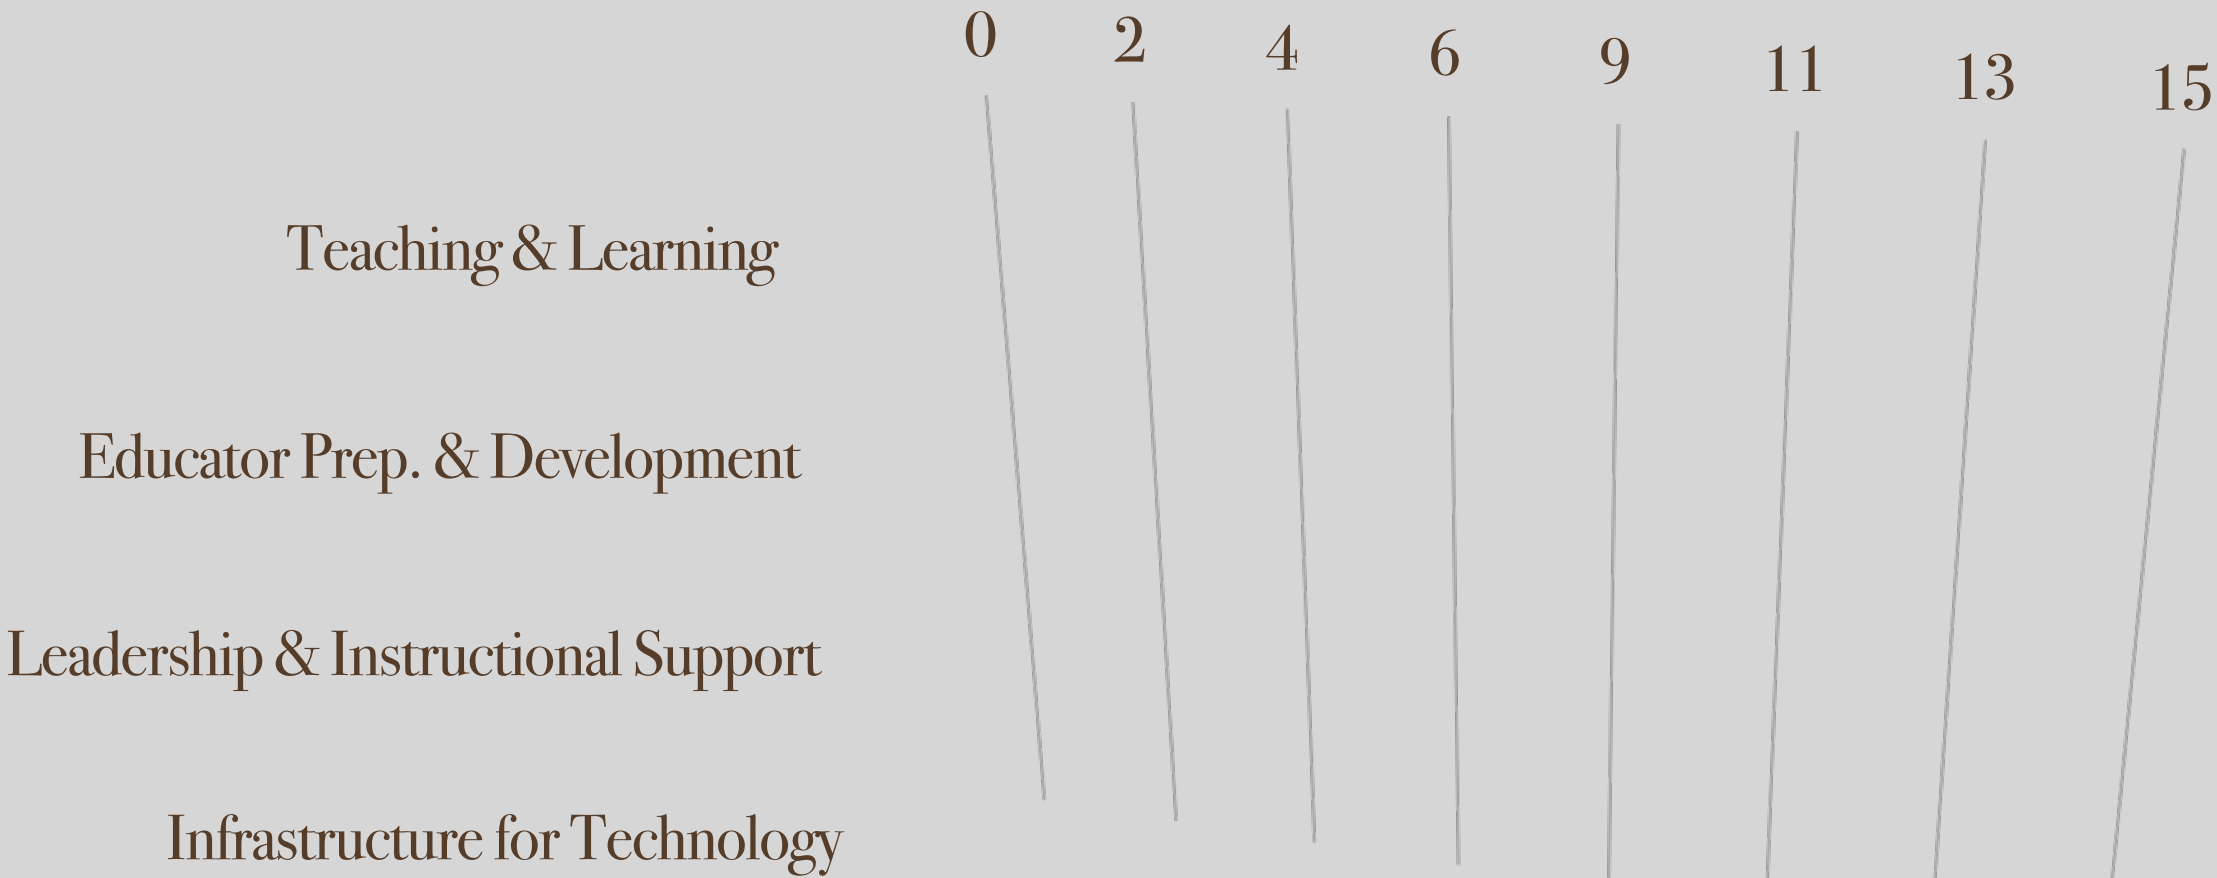 0 2 4 6 9 11 13 15
Teaching & Learning
Educator Prep. & Development
Leadership & Instructional Support
Infrastructure for Technology